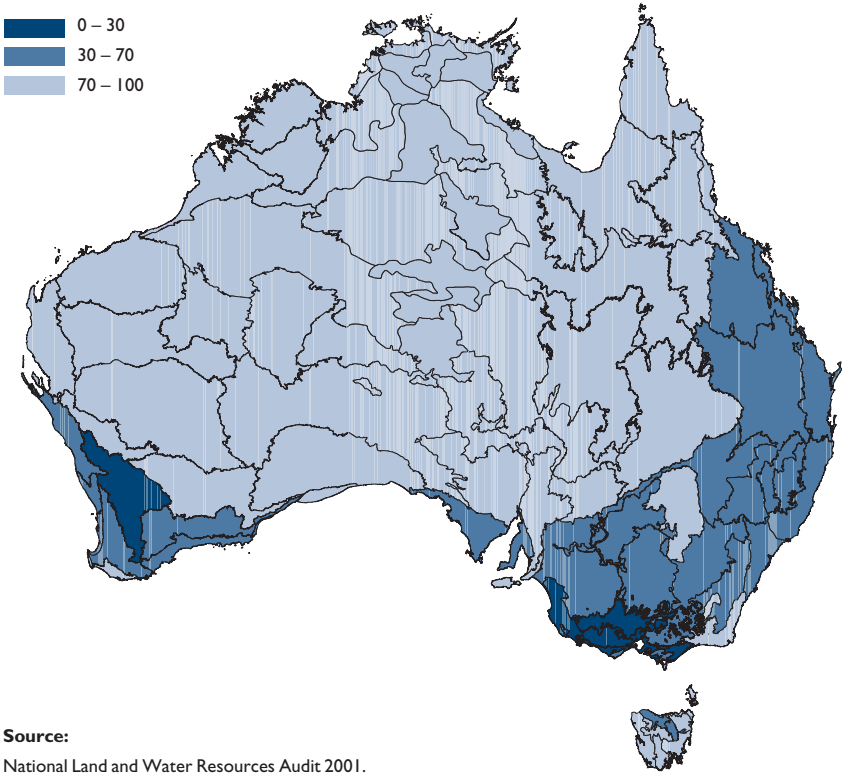 0 – 30
30 – 70
70 – 100
Source:
National Land and Water Resources Audit 2001.